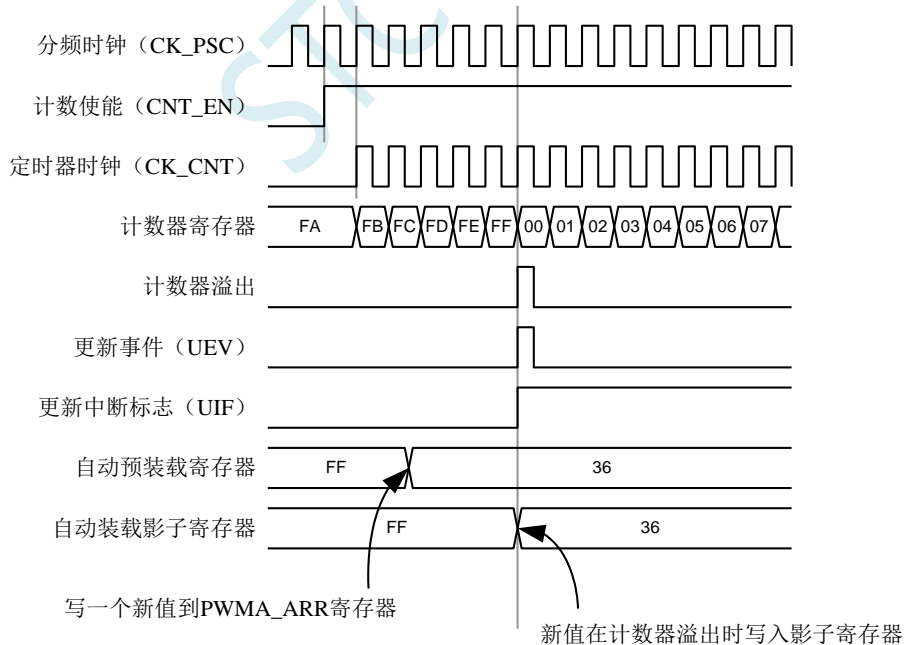 STC
分频时钟（CK_PSC）
计数使能（CNT_EN）
定时器时钟（CK_CNT）
计数器寄存器 FA FB FC FD FE FF 00 01 02 03 04 05 06 07
计数器溢出
更新事件（UEV）
更新中断标志（UIF）
自动预装载寄存器 FF 36
自动装载影子寄存器 FF 36
写一个新值到PWMA_ARR寄存器
新值在计数器溢出时写入影子寄存器